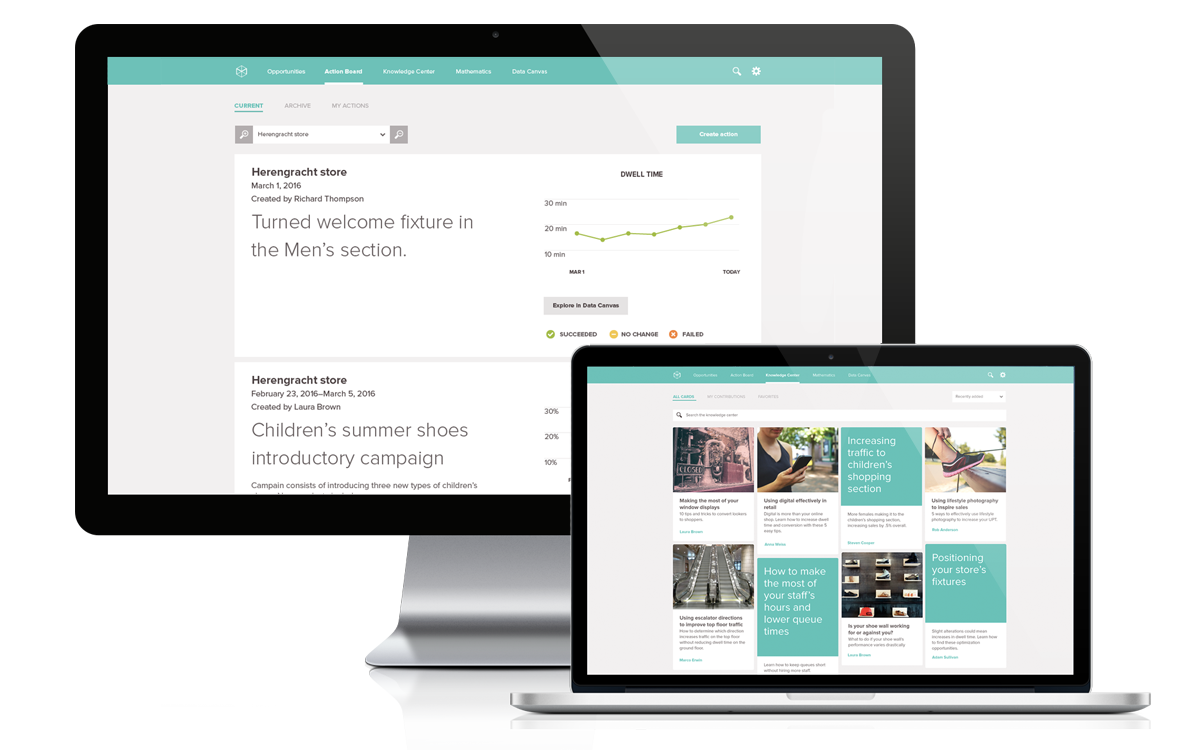 Opportunities Action Board Knowledge Center Mathematics Data Canvas
CURRENT ARCHIVE MY ACTIONS
Herengracht store
Create action
Herengracht store
March 1, 2016
Created by Richard Thompson
Turned welcome fixture in
the Men’s section.
DWELL TIME
30 min
20 min
10 min
MAR 1 TODAY
Explore in Data Canvas
SUCCEEDED NO CHANGE FAILED
Herengracht store
February 23, 2016–March 5, 2016
Created by Laura Brown
Children’s summer shoes
introductory campaign
Campain consists of introducing three new types of children’s
30%
20%
10%
Opportunities Action Board Knowledge Center Mathematics Data Canvas
ALL CARDS MY CONTRIBUTIONS FAVORITES
Recently added
Search the knowledge center
CLOSED
Making the most of your
window displays
10 tips and tricks to convert lookers
to shoppers.
Laura Brown
Using digital effectively in
retail
Digital is more than your online
shop. Learn how to increase dwell
time and conversion with these 5
easy tips.
Increasing
traffic to
children’s
shopping
section
More females making it to the
children’s shopping section,
increasing sales by .5% overall.
Steven Cooper
Using lifestyle photography
to inspire sales
5 ways to effectively use lifestyle
photography to increase your UPT.
Rob Anderson
Using escalator directions
to improve top floor traffic
How to determine which direction
increases traffic on the top floor
without reducing dwell time on the
ground floor.
How to make
the most of
your staff’s
hours and
lower queue
times
Learn how to keep queues short
without hiring more staff
Is your shoe wall working
for or against you?
What to do if your shoe wall’s
performance varies drastically.
Laura Brown
Positioning
your store’s
fixtures
Slight alterations could mean
increases in dwell time. Learn how
to find these optimization
opportunities.
Adam Sullivan